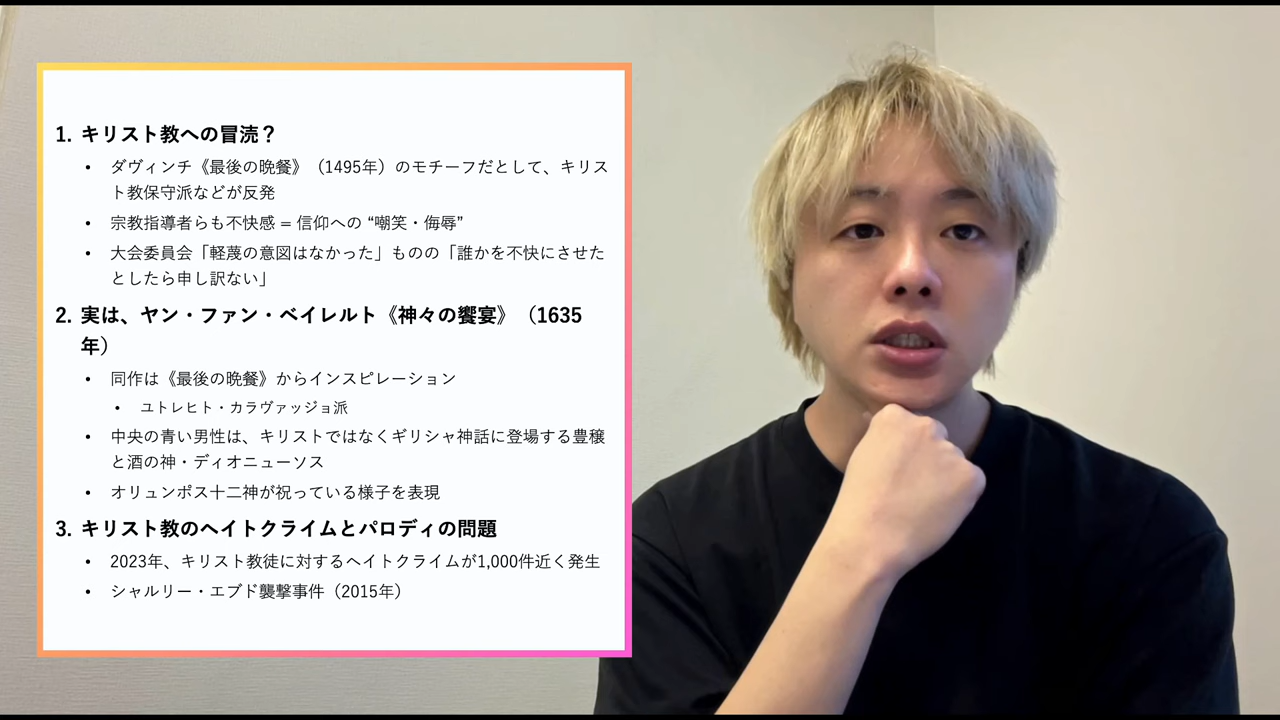 1. キリスト教への冒涜？
• ダヴィンチ《最後の晩餐》（1495年）のモチーフだとして、キリス
ト教保守派などが反発
• 宗教指導者らも不快感 = 信仰への “嘲笑・侮辱”
• 大会委員会「軽蔑の意図はなかった」ものの「誰かを不快にさせた
としたら申し訳ない」
2. 実は、ヤン・ファン・ベイレルト《神々の饗宴》（1635
年）
• 同作は《最後の晩餐》からインスピレーション
• ユトレヒト・カラヴァッジョ派
• 中央の青い男性は、キリストではなくギリシャ神話に登場する豊穣
と酒の神・ディオニューソス
• オリュンポス十二神が祝っている様子を表現
3. キリスト教のヘイトクライムとパロディの問題
• 2023年、キリスト教徒に対するヘイトクライムが1,000件近く発生
• シャルリー・エブド襲撃事件（2015年）